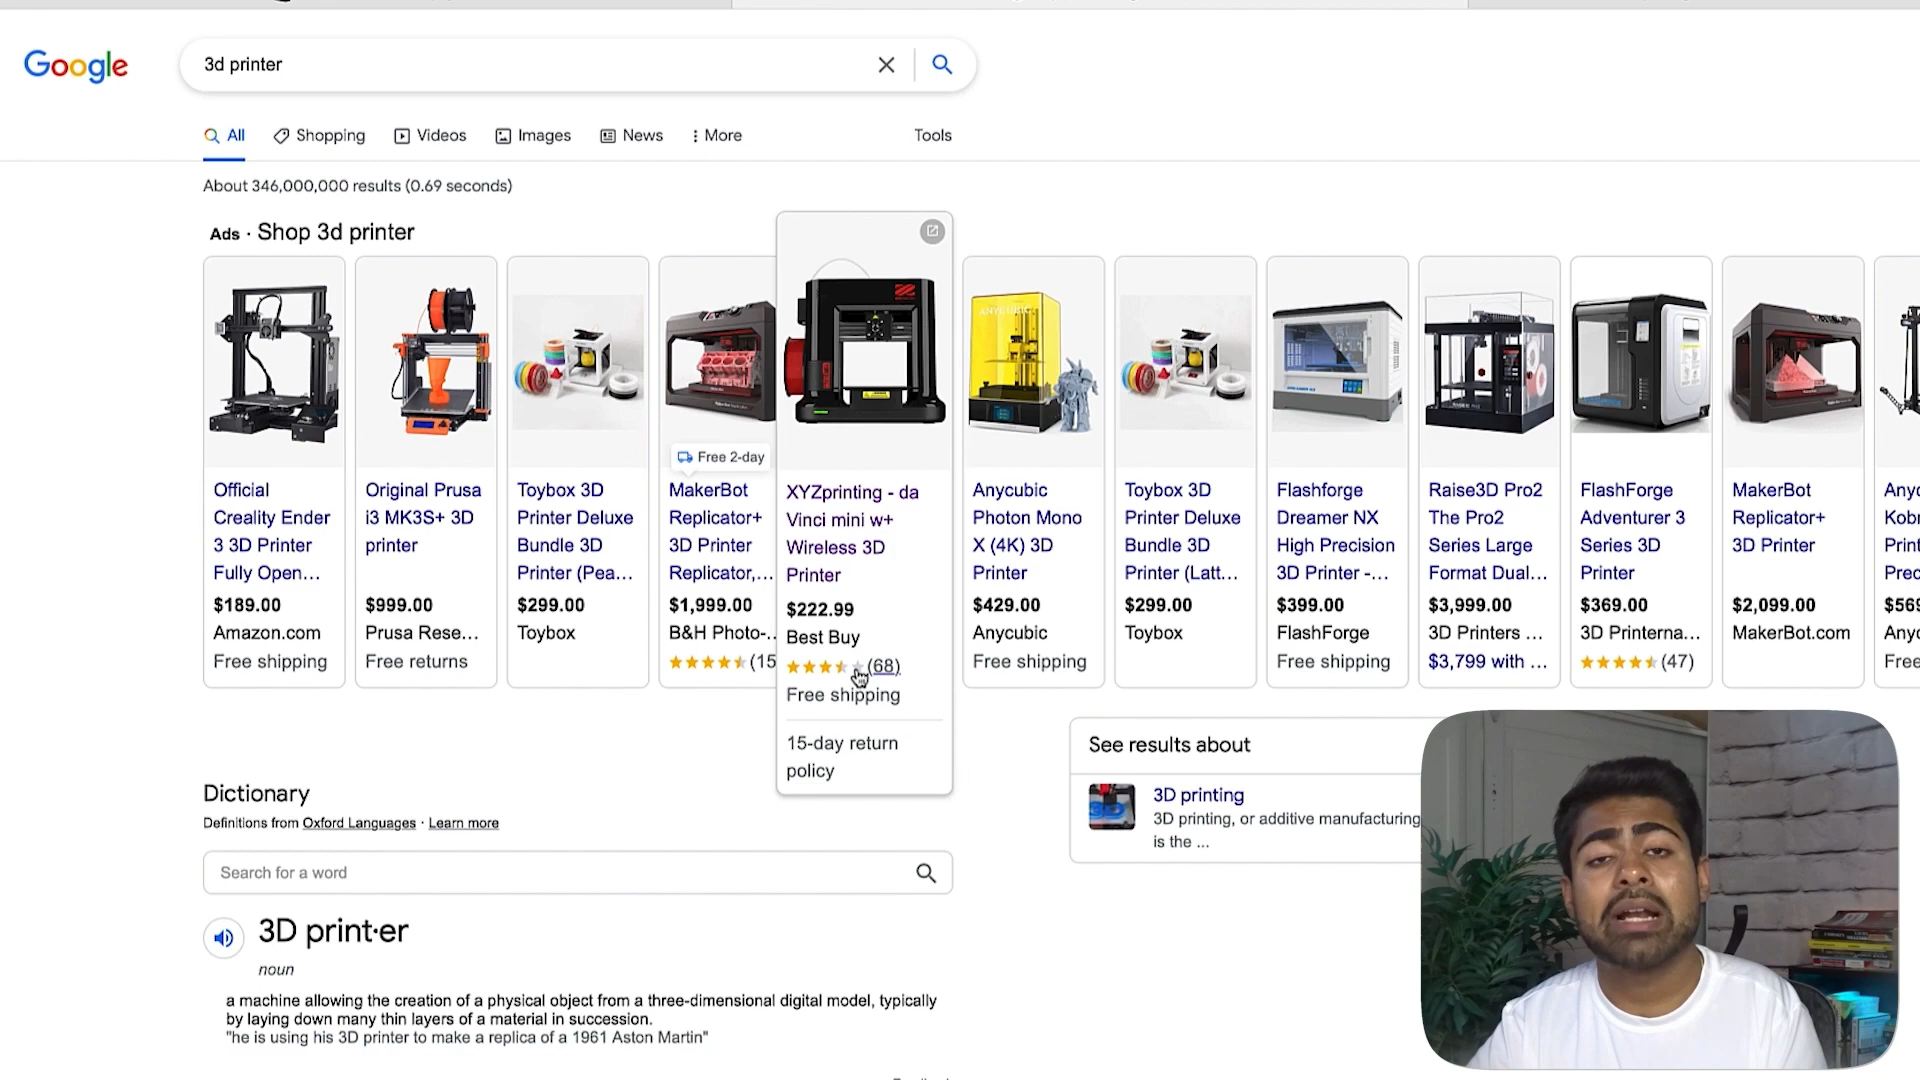 Google
3d printer
All
Shopping
Videos
Images
News
More
Tools
About 346,000,000 results (0.69 seconds)
Ads · Shop 3d printer
Official
Creality Ender
3 3D Printer
Fully Open...
$189.00
Amazon.com
Free shipping
Original Prusa
i3 MK3S+ 3D
printer
$999.00
Prusa Rese...
Free returns
Toybox 3D
Printer Deluxe
Bundle 3D
Printer (Pea...
$299.00
Toybox
Free 2-day
MakerBot
Replicator+
3D Printer
Replicator,...
$1,999.00
B&H Photo-..
(15
XYZprinting - da
Vinci mini w+
Wireless 3D
Printer
$222.99
Best Buy
(68)
Free shipping
15-day return
policy
ANYCUBIC
Anycubic
Photon Mono
X (4K) 3D
Printer
$429.00
Anycubic
Free shipping
Toybox 3D
Printer Deluxe
Bundle 3D
Printer (Latt...
$299.00
Toybox
Flashforge
Dreamer NX
High Precision
3D Printer -...
$399.00
FlashForge
Free shipping
Raise3D Pro2
The Pro2
Series Large
Format Dual...
$3,999.00
3D Printers ...
$3,799 with ...
FlashForge
Adventurer 3
Series 3D
Printer
$369.00
3D Printerna...
(47)
MakerBot
Replicator+
3D Printer
$2,099.00
MakerBot.com
Anyc
Kobr
Print
Prec
$569
Anyc
Free
See results about
3D printing
3D printing, or additive manufacturing
is the ...
Dictionary
Definitions from Oxford Languages · Learn more
Search for a word
3D print·er
noun
a machine allowing the creation of a physical object from a three-dimensional digital model, typically
by laying down many thin layers of a material in succession.
"he is using his 3D printer to make a replica of a 1961 Aston Martin"